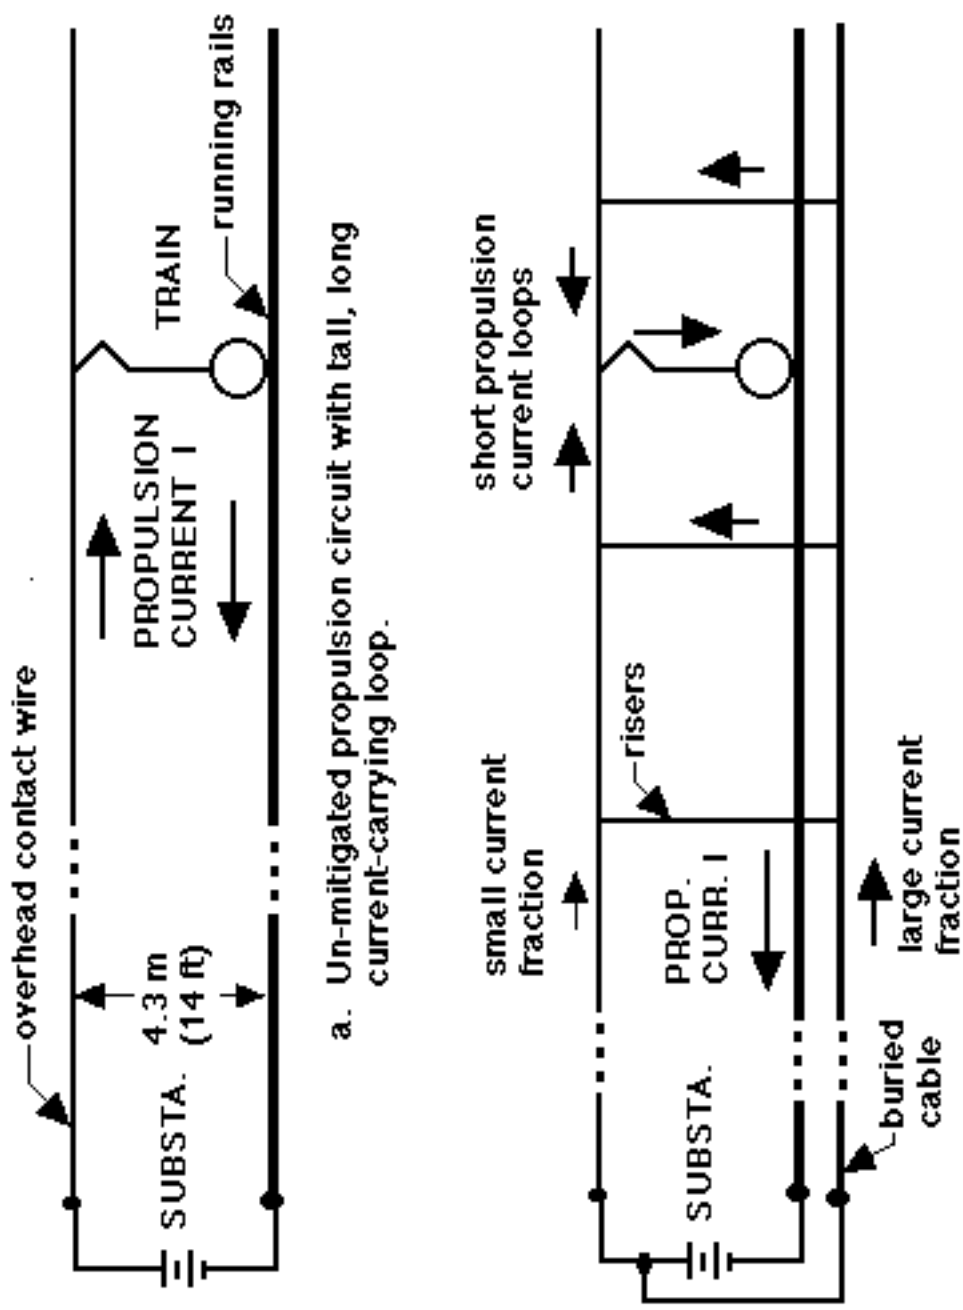 overhead contact wire
SUBSTA.
4.3 m
(14 ft)
PROPULSION
CURRENT I
TRAIN
running rails
a. Un-mitigated propulsion circuit with tall, long
current-carrying loop.
small current
fraction
short propulsion
current loops
risers
SUBSTA.
PROP.
CURR. I
buried
cable
large current
fraction